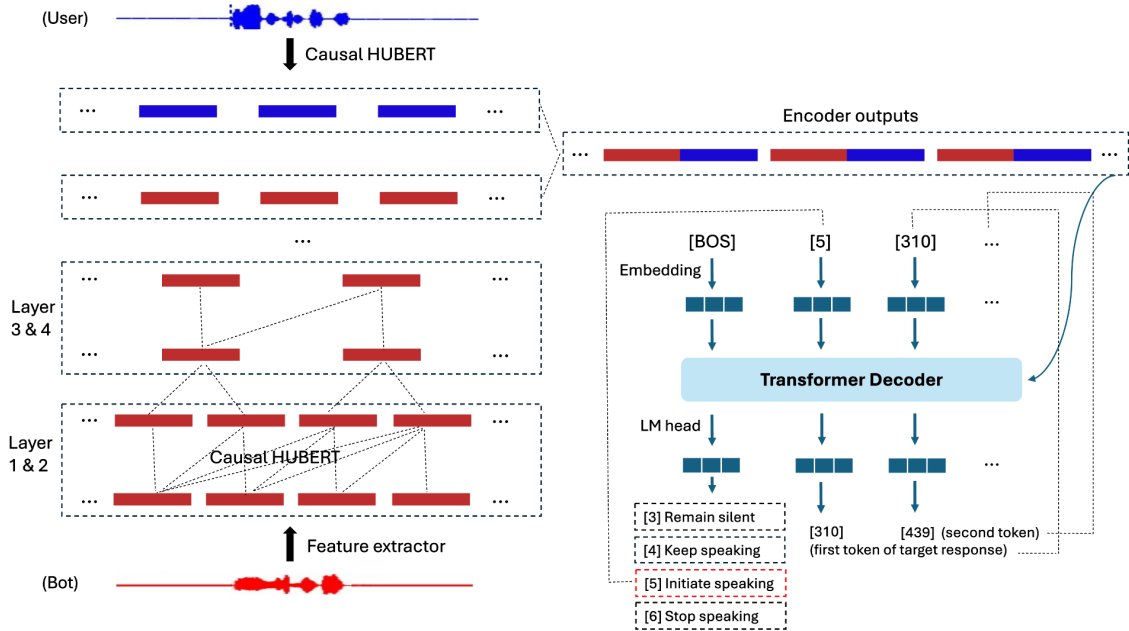 (User)
Causal HUBERT
...
...
...
...
...
Layer
3 & 4
...
...
...
...
Layer
1 & 2
...
...
Causal HUBERT
...
...
Feature extractor
(Bot)
Encoder outputs
...
...
[BOS]
[5]
[310]
...
Embedding
...
Transformer Decoder
LM head
...
[3] Remain silent
[4] Keep speaking
[5] Initiate speaking
[6] Stop speaking
[310]
[439] (second token)
(first token of target response)